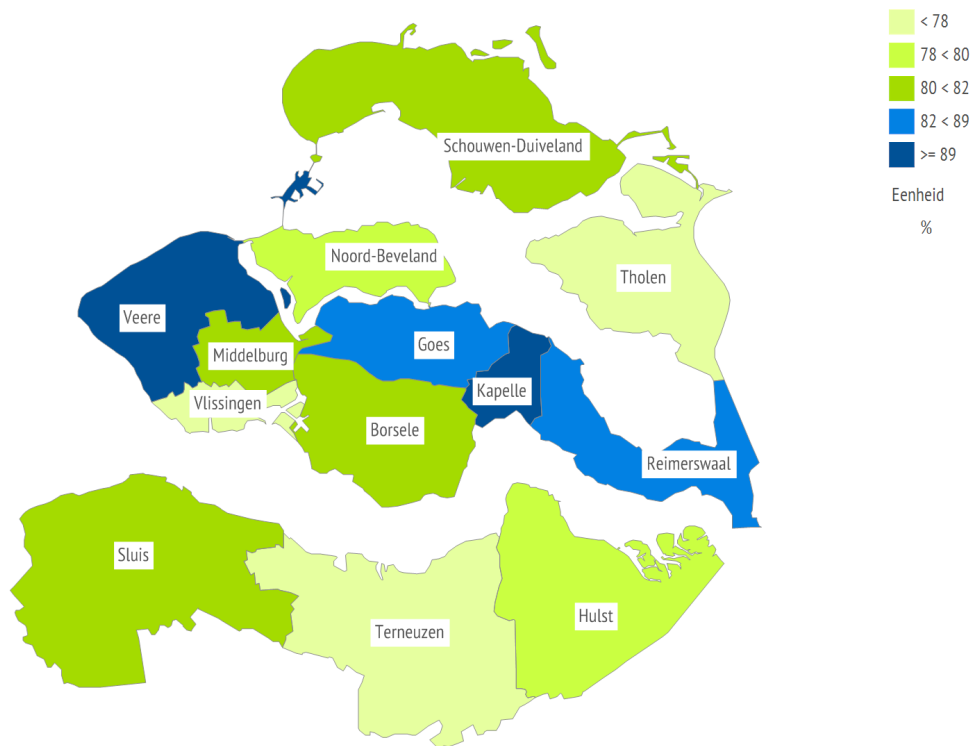 < 78
78 < 80
80 < 82
82 < 89
>= 89
Eenheid
%
Schouwen-Duiveland
Noord-Beveland
Tholen
Veere
Goes
Middelburg
Kapelle
Vlissingen
Borsele
Reimerswaal
Sluis
Hulst
Terneuzen